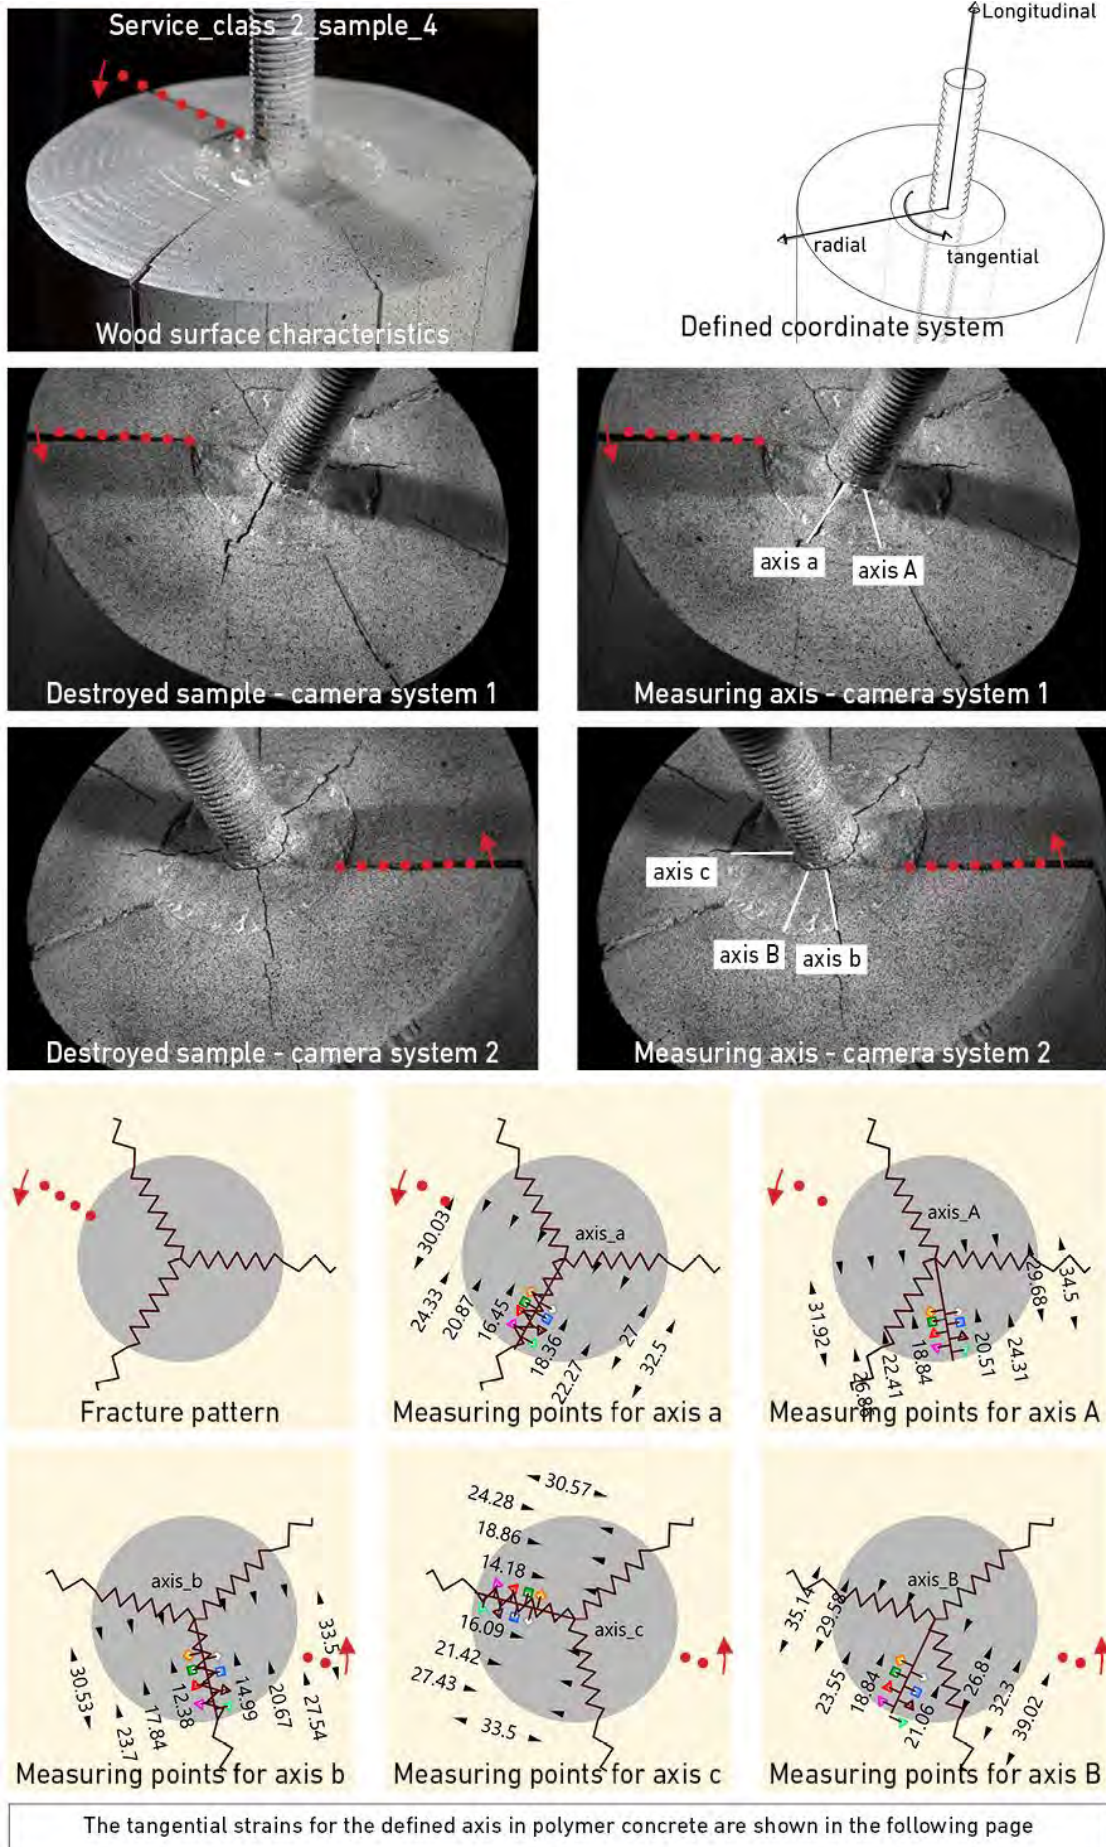 Service_class_2_sample_4
Wood surface characteristics
Longitudinal
radial
tangential
Defined coordinate system
Destroyed sample - camera system 1
axis a
axis A
Measuring axis - camera system 1
Destroyed sample - camera system 2
axis c
axis B
axis b
Measuring axis - camera system 2
Fracture pattern
axis_a
30.03
24.33
20.87
16.45
18.36
22.27
27
32.5
Measuring points for axis a
axis_A
31.92
26.86
22.41
18.84
20.51
24.31
29.68
34.5
Measuring points for axis A
axis_b
30.53
23.7
17.84
12.38
14.99
20.67
27.54
33.5
Measuring points for axis b
30.57
24.28
18.86
14.18
16.09
axis_c
21.42
27.43
33.5
Measuring points for axis c
axis_B
35.14
29.58
23.55
18.84
21.06
26.8
32.3
39.02
Measuring points for axis B
The tangential strains for the defined axis in polymer concrete are shown in the following page